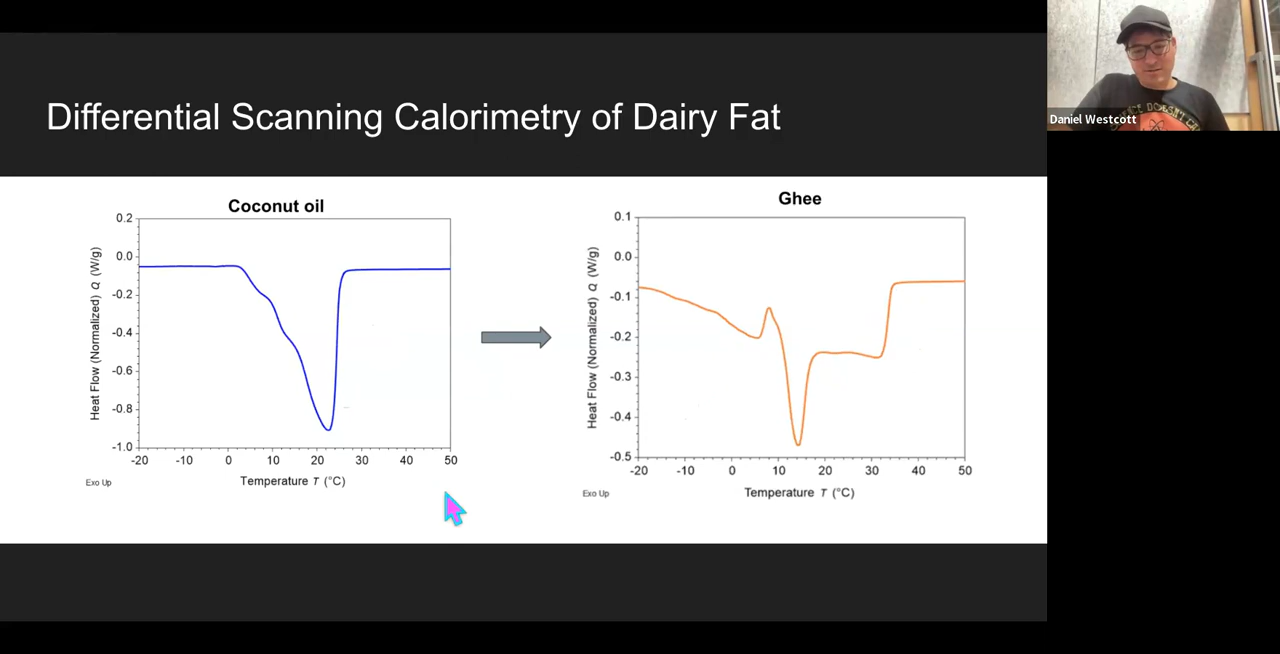 Differential Scanning Calorimetry of Dairy Fat
Daniel Westcott
Coconut oil
0.2
0.0
-0.2
-0.4
-0.6
-0.8
-1.0
Heat Flow (Normalized) Q (W/g)
-20 -10 0 10 20 30 40 50
Temperature T (°C)
Exo Up
Ghee
0.1
0.0
-0.1
-0.2
-0.3
-0.4
-0.5
Heat Flow (Normalized) Q (W/g)
-20 -10 0 10 20 30 40 50
Temperature T (°C)
Exo Up